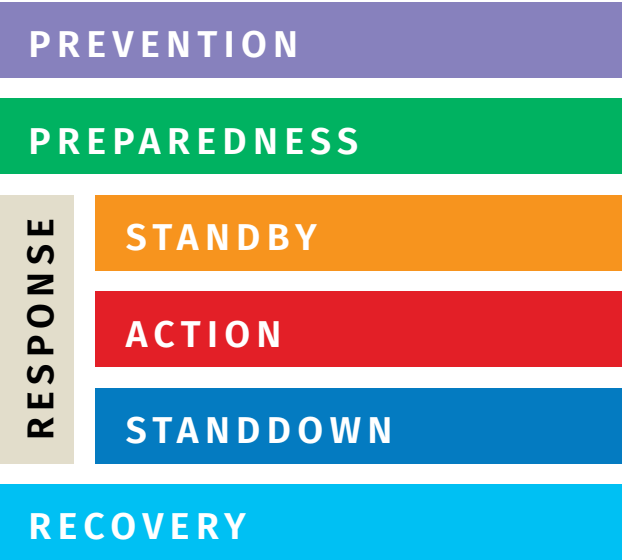 PREVENTION
PREPAREDNESS
RESPONSE
STANDBY
ACTION
STANDDOWN
RECOVERY